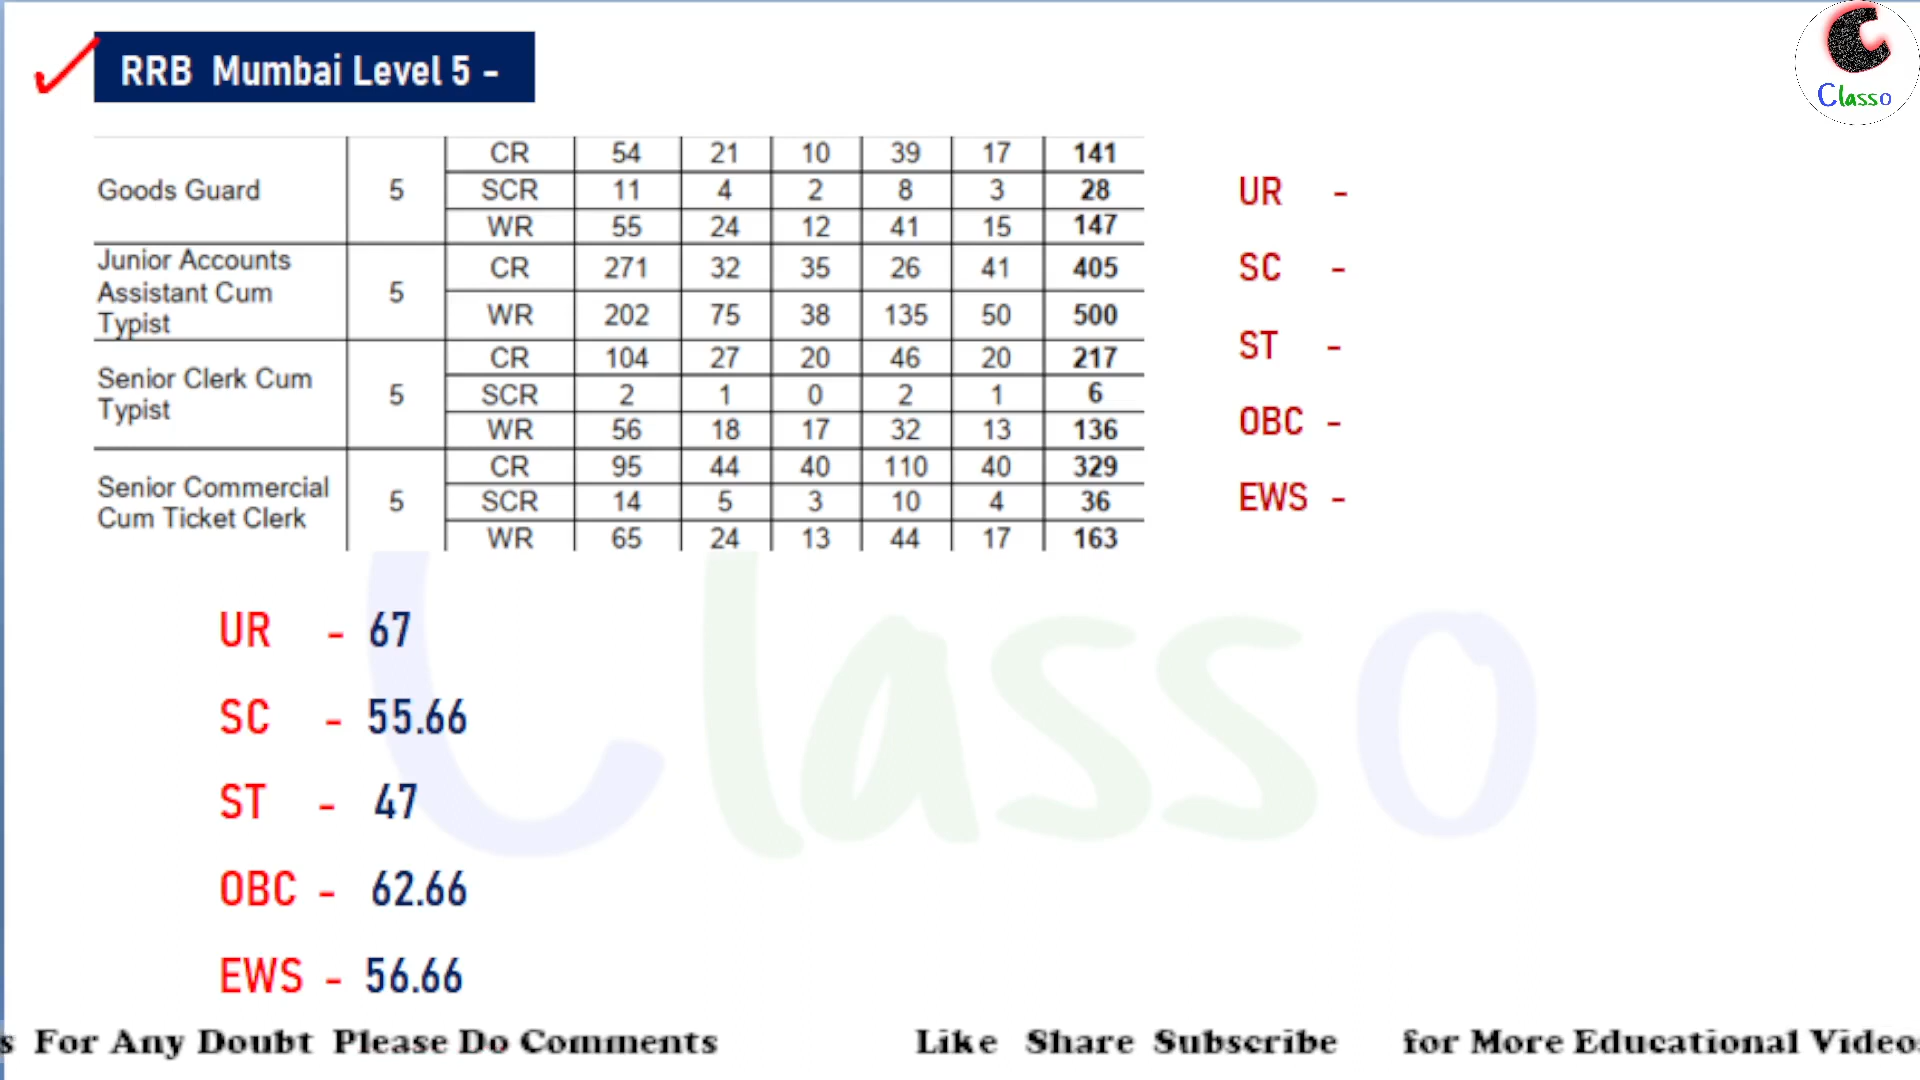 RRB Mumbai Level 5 -
Classo
CR 54 21 10 39 17 141
Goods Guard 5 SCR 11 4 2 8 3 28
WR 55 24 12 41 15 147
Junior Accounts
Assistant Cum
Typist
5
CR 271 32 35 26 41 405
WR 202 75 38 135 50 500
Senior Clerk Cum
Typist
5
CR 104 27 20 46 20 217
SCR 2 1 0 2 1 6
WR 56 18 17 32 13 136
Senior Commercial
Cum Ticket Clerk
5
CR 95 44 40 110 40 329
SCR 14 5 3 10 4 36
WR 65 24 13 44 17 163
UR -
SC -
ST -
OBC -
EWS -
UR - 67
SC - 55.66
ST - 47
OBC - 62.66
EWS - 56.66
Classo
s For Any Doubt Please Do Comments Like Share Subscribe for More Educational Video